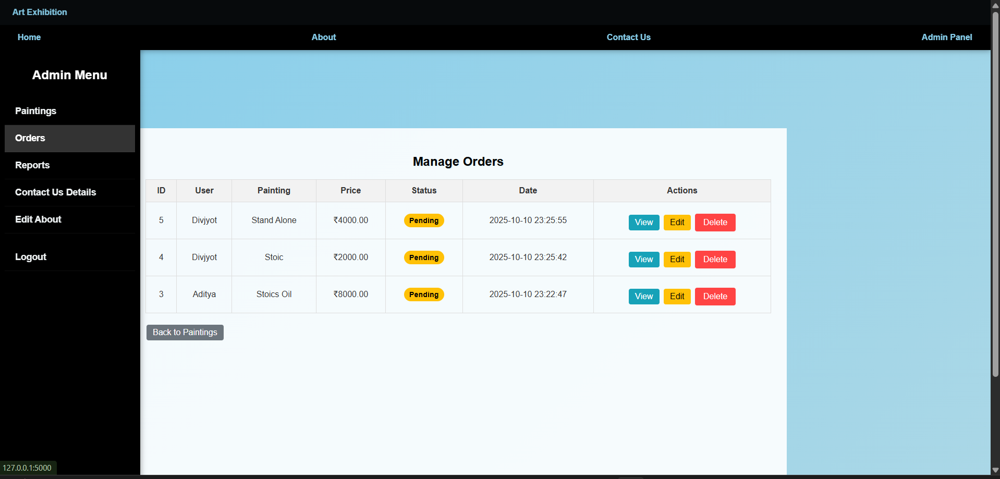 Art Exhibition
Home About Contact Us Admin Panel
Admin Menu
Paintings
Orders
Reports
Contact Us Details
Edit About
Logout
Manage Orders
ID User Painting Price Status Date Actions
5 Divjyot Stand Alone ₹4000.00 Pending 2025-10-10 23:25:55 View Edit Delete
4 Divjyot Stoic ₹2000.00 Pending 2025-10-10 23:25:42 View Edit Delete
3 Aditya Stoics Oil ₹8000.00 Pending 2025-10-10 23:22:47 View Edit Delete
Back to Paintings
127.0.0.1:5000